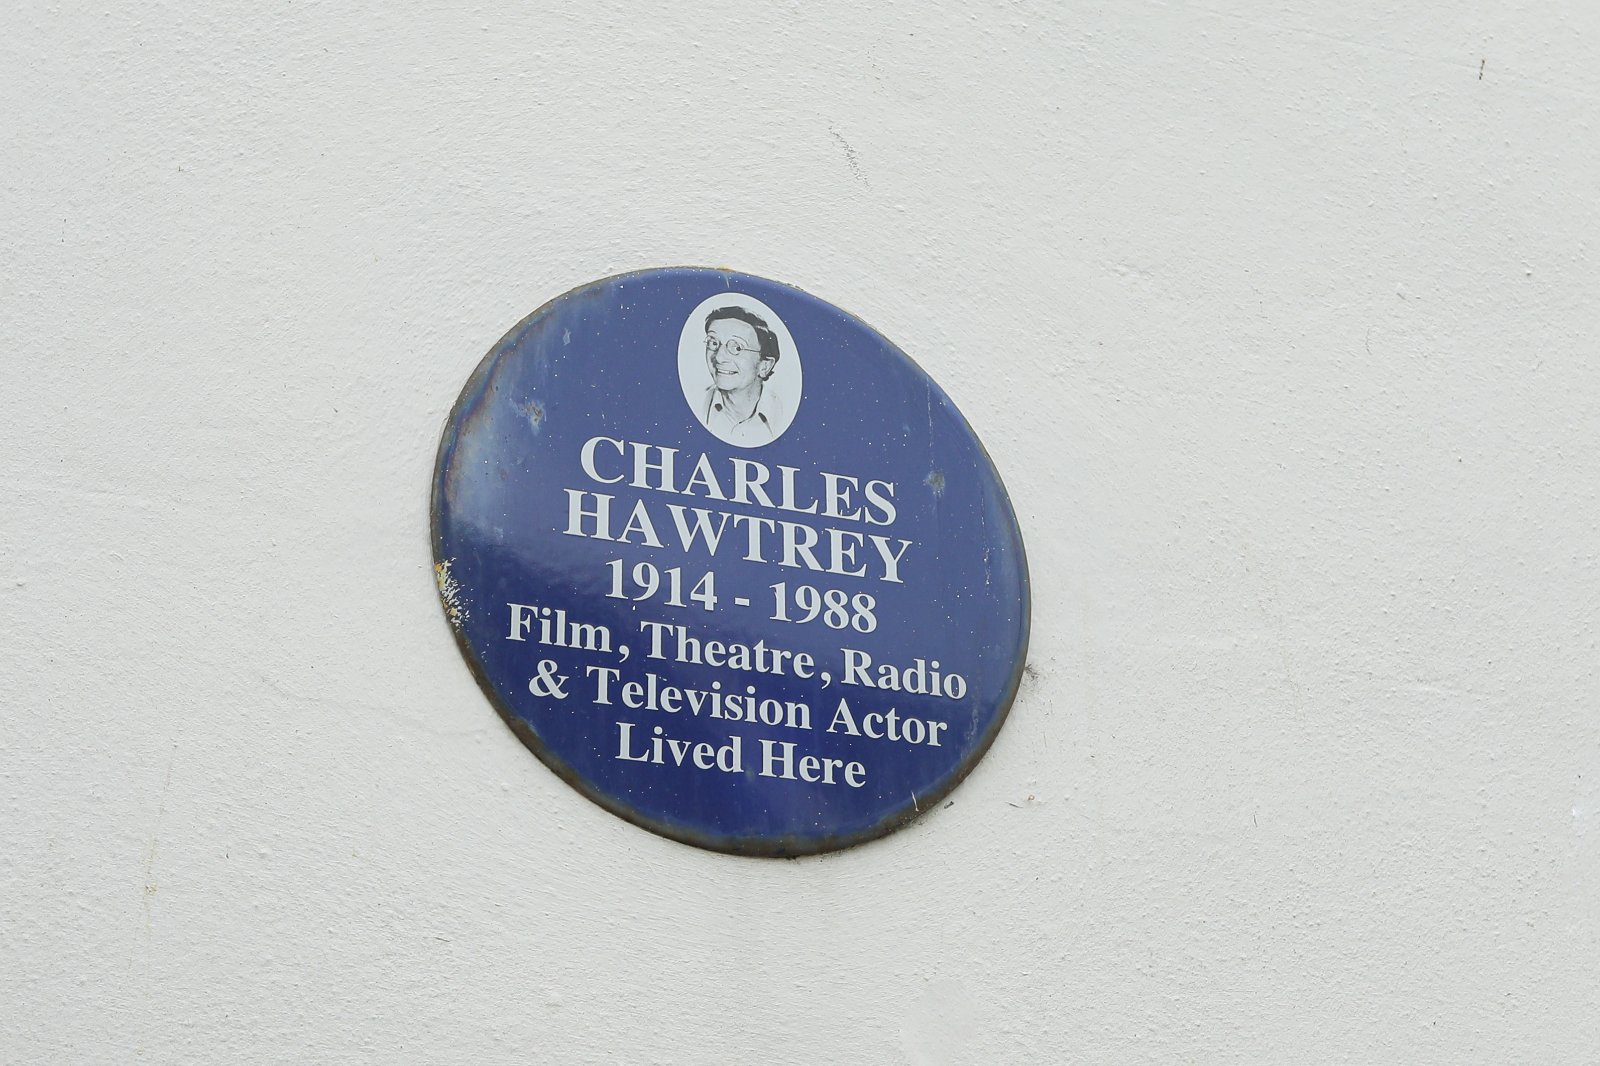 CHARLES
HAWTREY
1914 - 1988
Film, Theatre, Radio
& Television Actor
Lived Here